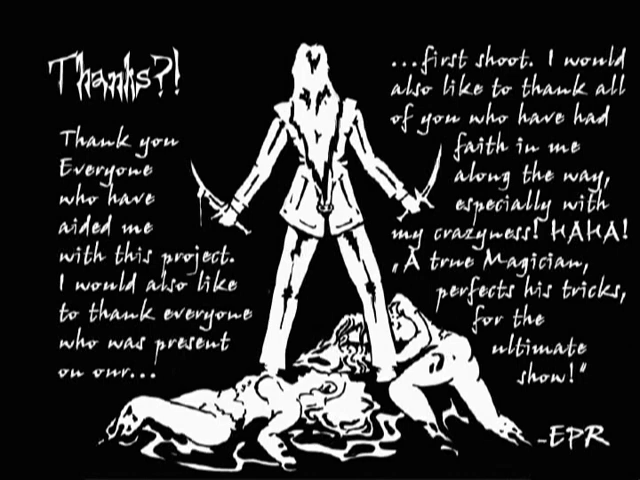 Thanks?!
Thank you
Everyone
who have
aided me
with this project.
I would also like
to thank everyone
who was present
on our...
...first shoot. I would
also like to thank all
of you who have had
faith in me
along the way,
especially with
my crazyness! HAHA!
„A true Magician,
perfects his tricks,
for the
ultimate
show!“
-EPR